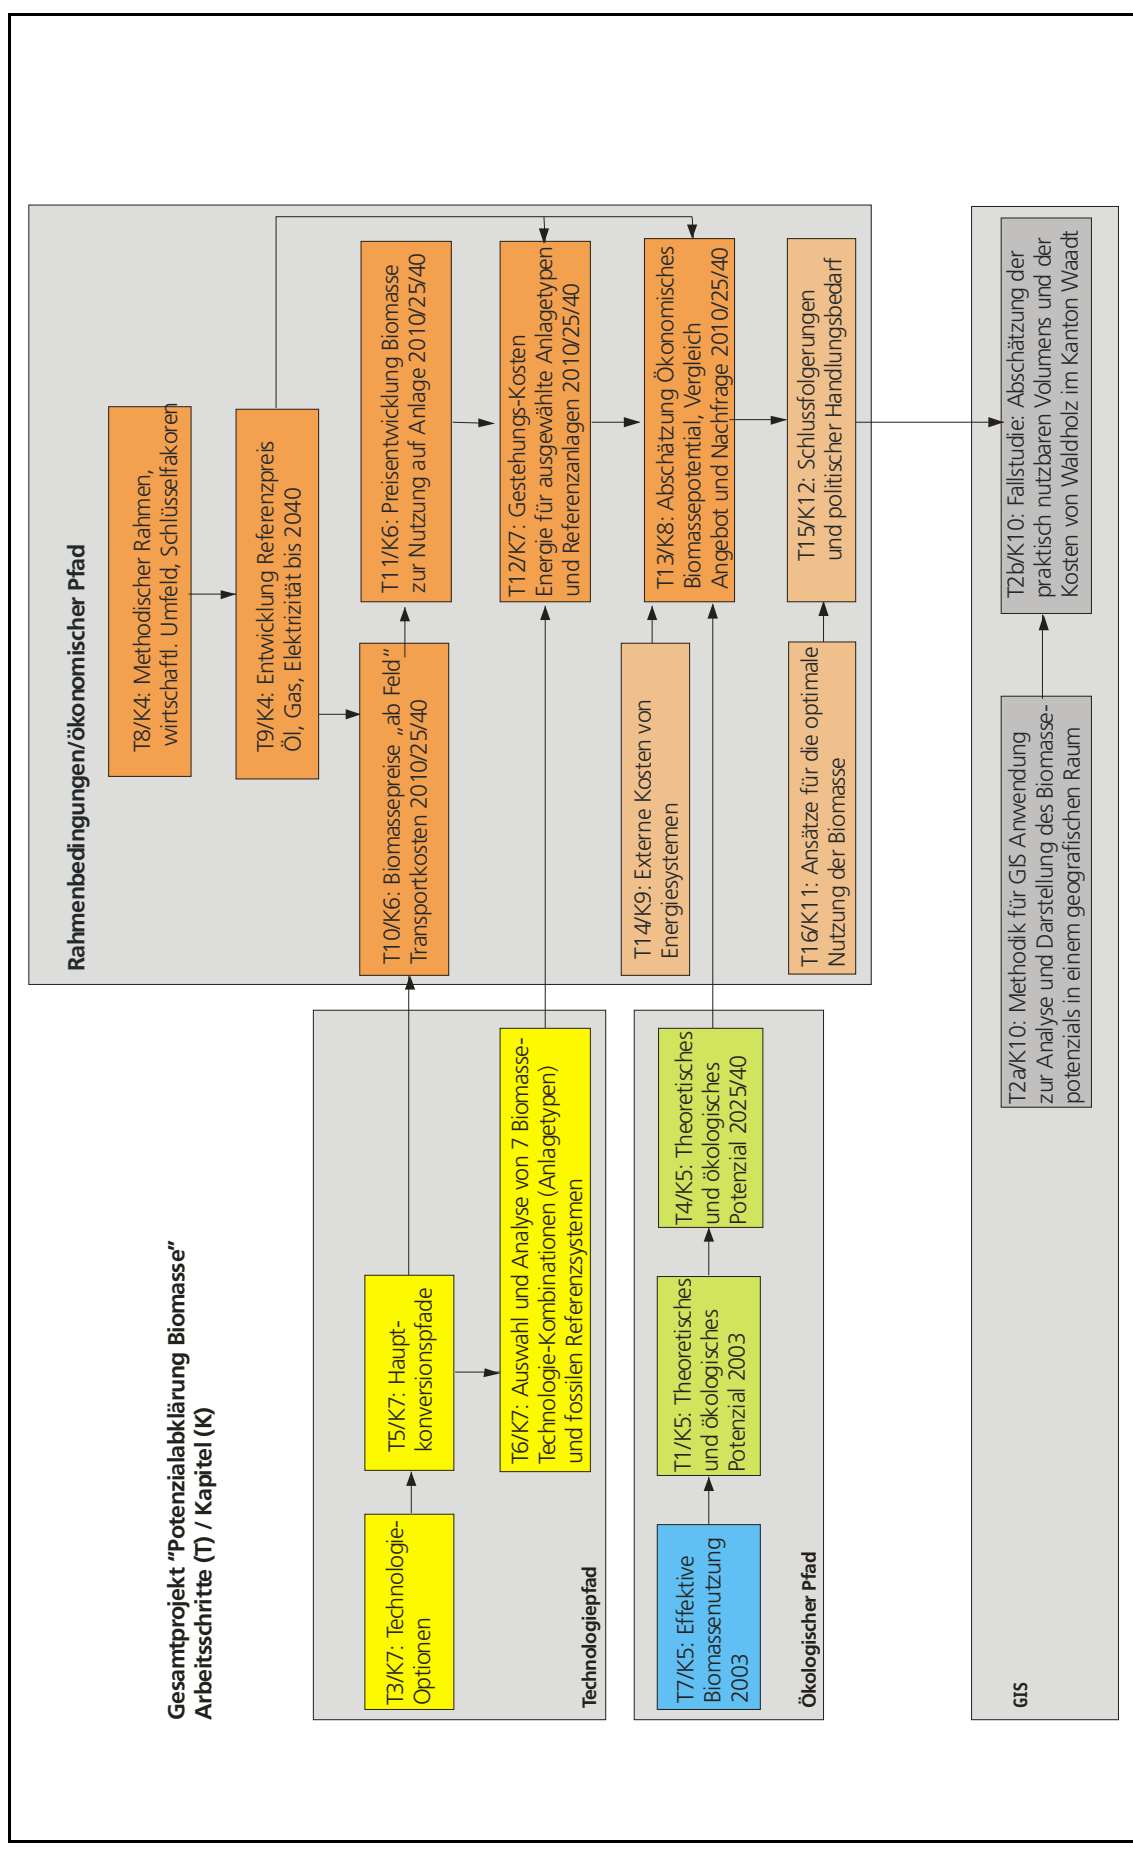 Gesamtprojekt "Potenzialabklärung Biomasse"
Arbeitsschritte (T) / Kapitel (K)
Rahmenbedingungen/ökonomischer Pfad
T8/K4: Methodischer Rahmen,
wirtschaftl. Umfeld, Schlüsselfakoren
T9/K4: Entwicklung Referenzpreis
Öl, Gas, Elektrizität bis 2040
T10/K6: Biomassepreise „ab Feld"
Transportkosten 2010/25/40
T11/K6: Preisentwicklung Biomasse
zur Nutzung auf Anlage 2010/25/40
T12/K7: Gestehungs-Kosten
Energie für ausgewählte Anlagetypen
und Referenzanlagen 2010/25/40
T14/K9: Externe Kosten von
Energiesystemen
T13/K8: Abschätzung Ökonomisches
Biomassepotential, Vergleich
Angebot und Nachfrage 2010/25/40
T16/K11: Ansätze für die optimale
Nutzung der Biomasse
T15/K12: Schlussfolgerungen
und politischer Handlungsbedarf
T3/K7: Technologie-
Optionen
T5/K7: Haupt-
konversionspfade
T6/K7: Auswahl und Analyse von 7 Biomasse-
Technologie-Kombinationen (Anlagetypen)
und fossilen Referenzsystemen
Technologiepfad
T7/K5: Effektive
Biomassenutzung
2003
T1/K5: Theoretisches
und ökologisches
Potenzial 2003
T4/K5: Theoretisches
und ökologisches
Potenzial 2025/40
Ökologischer Pfad
GIS
T2a/K10: Methodik für GIS Anwendung
zur Analyse und Darstellung des Biomasse-
potenzials in einem geografischen Raum
T2b/K10: Fallstudie: Abschätzung der
praktisch nutzbaren Volumens und der
Kosten von Waldholz im Kanton Waadt